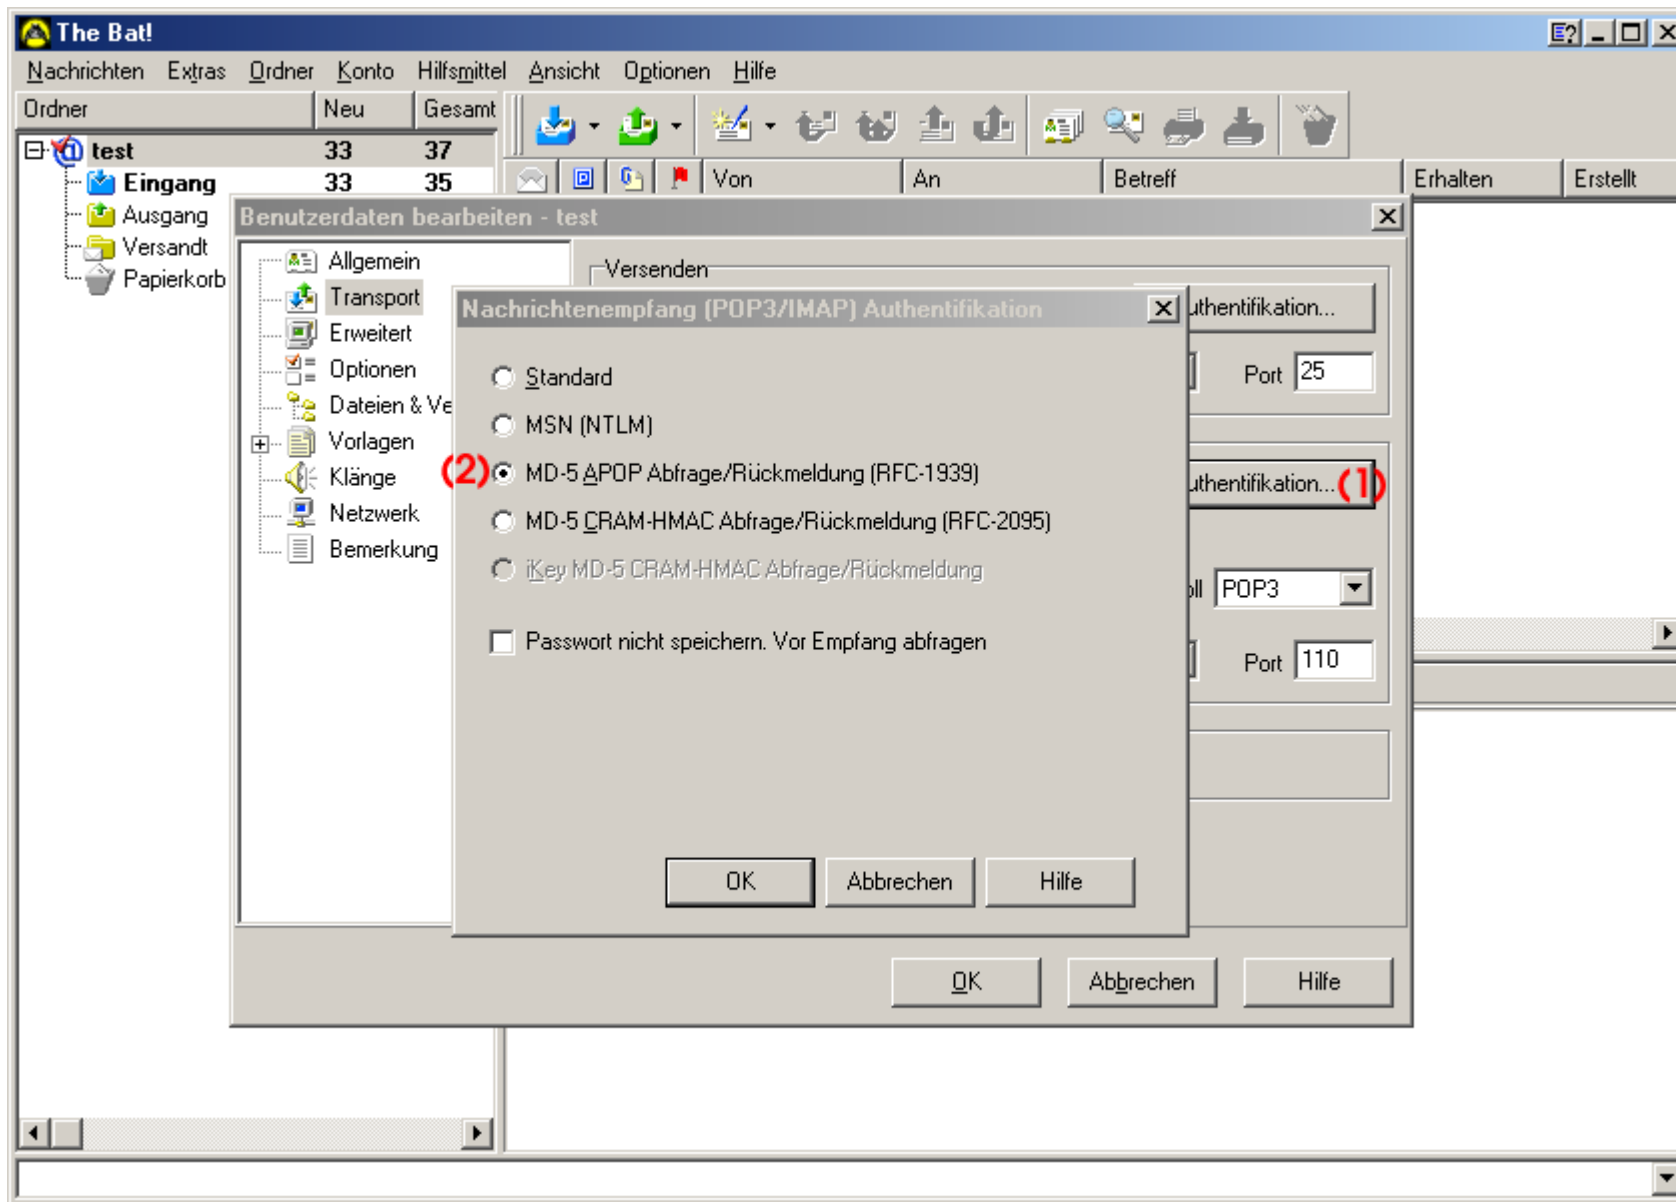 The Bat!
Nachrichten Extras Ordner Konto Hilfsmittel Ansicht Optionen Hilfe
Ordner Neu Gesamt
test 33 37
Von An Betreff Erhalten Erstellt
Eingang 33 35
Ausgang
Versandt
Papierkorb
Benutzerdaten bearbeiten - test
Allgemein
Transport
Erweitert
Optionen
Dateien &
Vorlagen
Klänge
Netzwerk
Bemerkung
Versenden
Port 25
(1)
POP3
Port 110
Nachrichtenempfang (POP3/IMAP) Authentifikation
Standard
MSN (NTLM)
(2) MD-5 APOP Abfrage/Rückmeldung (RFC-1939)
MD-5 CRAM-HMAC Abfrage/Rückmeldung (RFC-2095)
iKey MD-5 CRAM-HMAC Abfrage/Rückmeldung
Passwort nicht speichern. Vor Empfang abfragen
OK Abbrechen Hilfe
OK Abbrechen Hilfe